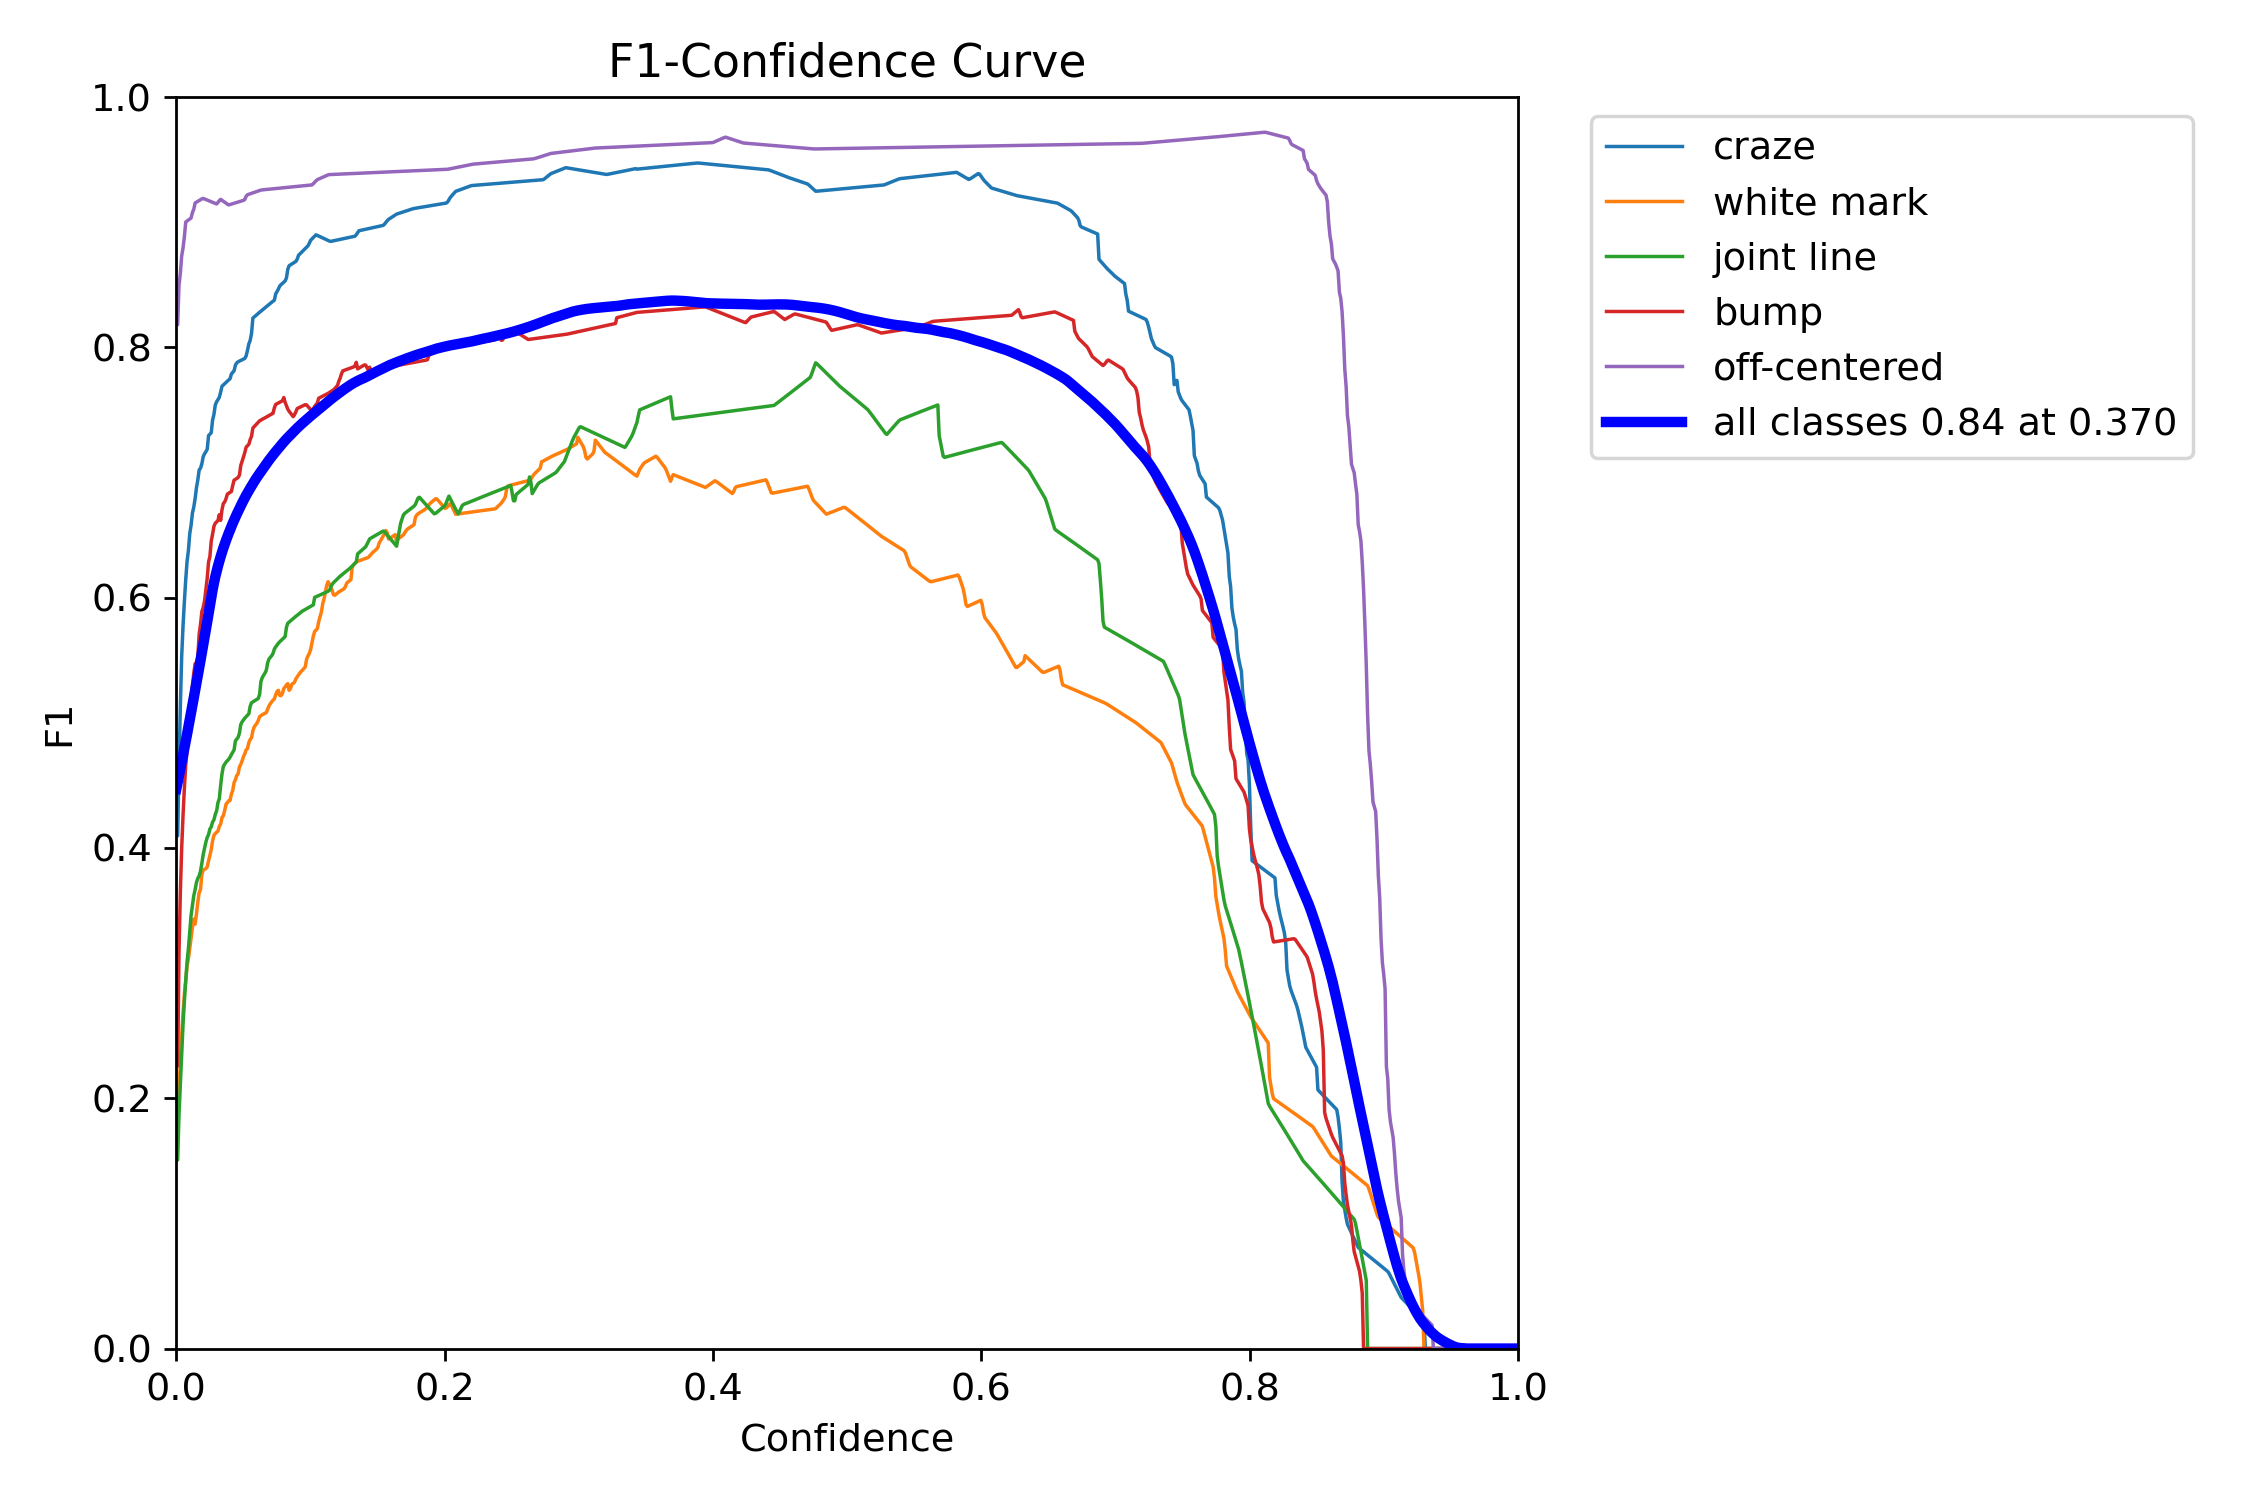 F1-Confidence Curve
1.0
0.8
0.6
0.4
0.2
0.0
F1
0.0 0.2 0.4 0.6 0.8 1.0
Confidence
craze
white mark
joint line
bump
off-centered
all classes 0.84 at 0.370